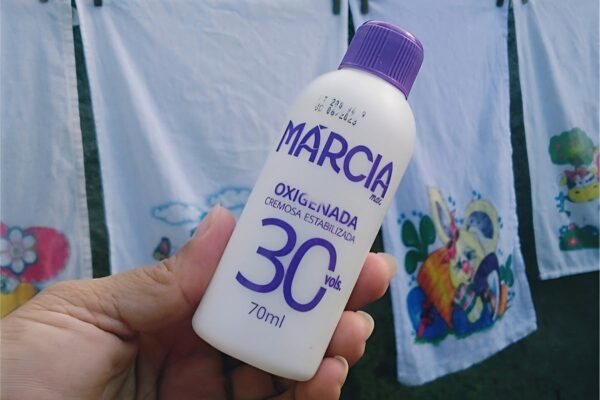 MÁRCIA
OXIGENADA
CREMOSA ESTABILIZADA
30 vols.
70ml